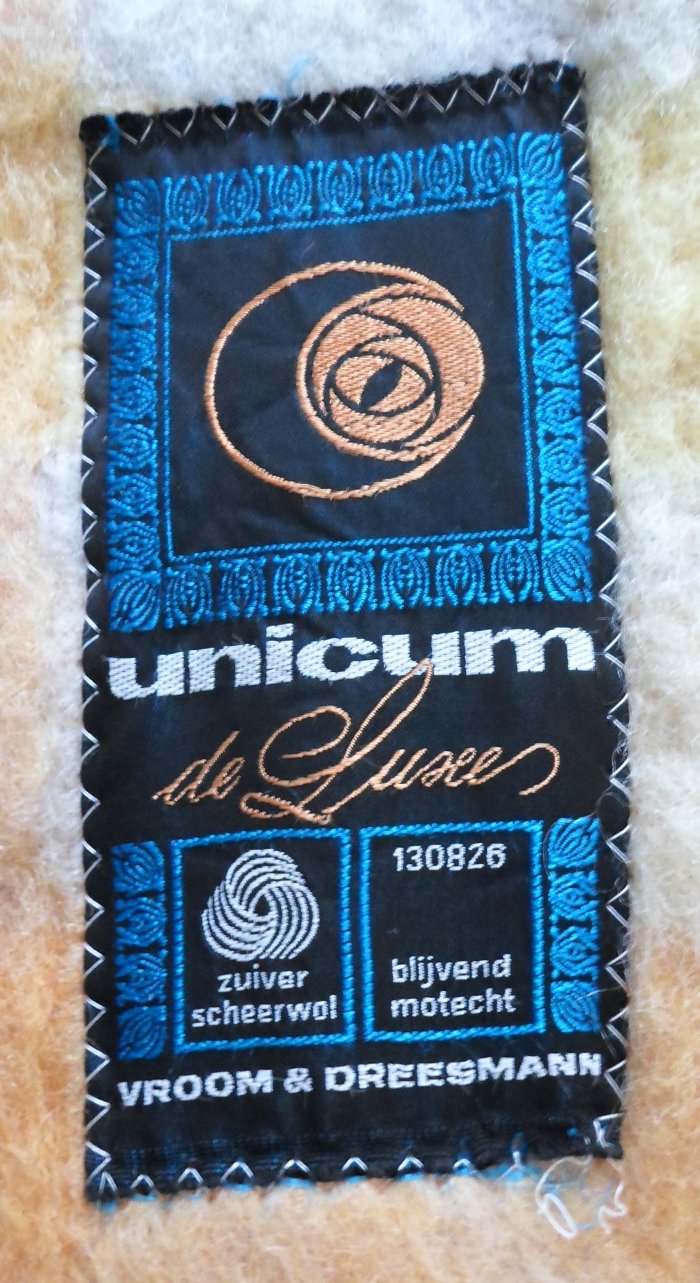 unicum
de Luxe
zuiver
scheerwol
130826
blijvend
motecht
VROOM & DREESMANN